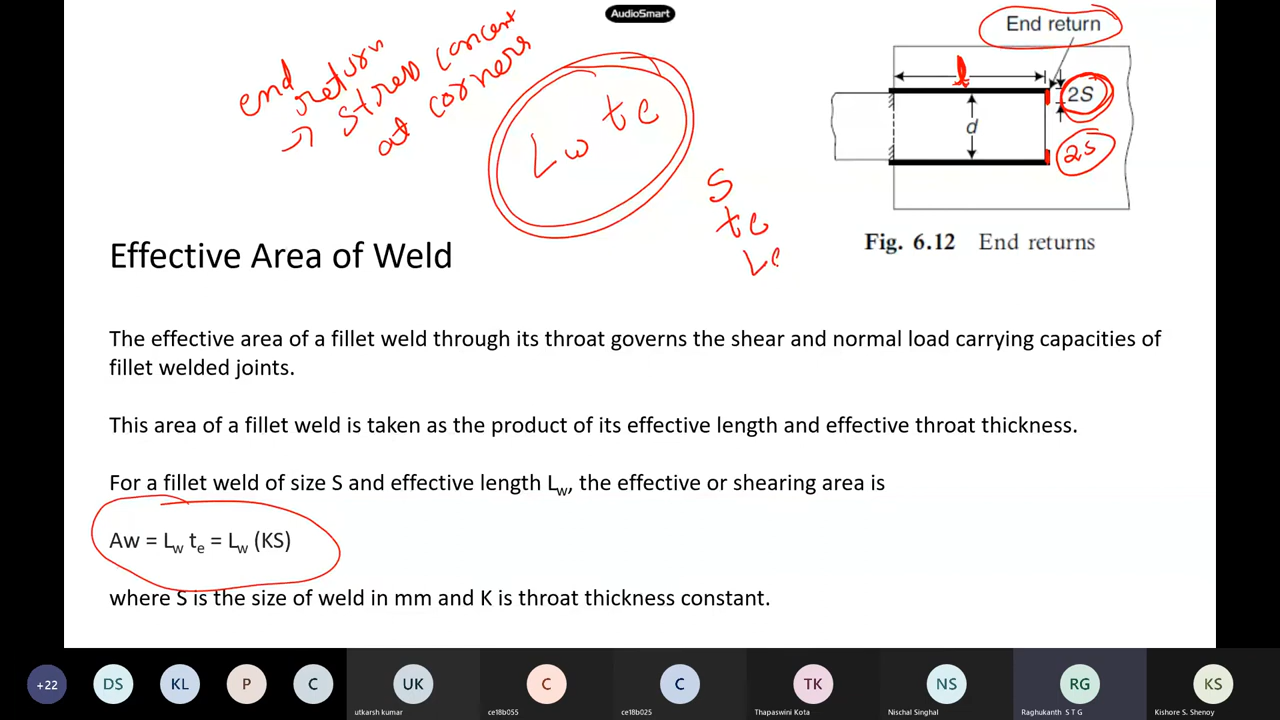 AudioSmart
End return
end
return
→ stress concent
at corners
Lw te
l
2S
d
2S
S
te
Le
Fig. 6.12 End returns
Effective Area of Weld
The effective area of a fillet weld through its throat governs the shear and normal load carrying capacities of
fillet welded joints.
This area of a fillet weld is taken as the product of its effective length and effective throat thickness.
For a fillet weld of size S and effective length Lw, the effective or shearing area is
Aw = Lw te = Lw (KS)
where S is the size of weld in mm and K is throat thickness constant.
+22 DS KL P C UK C C TK NS RG KS
utkarsh kumar ce18b055 ce18b025 Thapaswini Kota Nischal Singhal Raghukanth S T G Kishore S. Shenoy